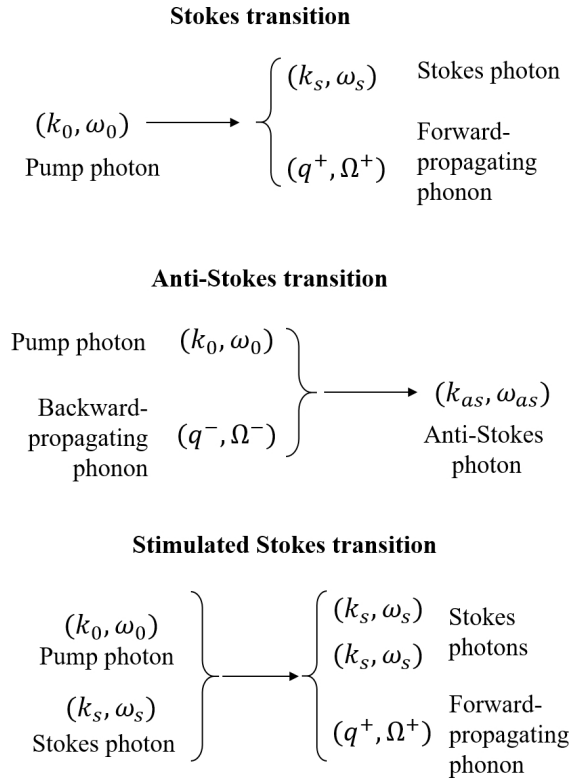 Stokes transition
(k_s, ω_s) Stokes photon
(k_0, ω_0)
Pump photon
(q^+, Ω^+)
Forward-
propagating
phonon
Anti-Stokes transition
Pump photon (k_0, ω_0)
Backward-
propagating
phonon
(q^−, Ω^−)
(k_as, ω_as)
Anti-Stokes
photon
Stimulated Stokes transition
(k_0, ω_0)
Pump photon
(k_s, ω_s)
Stokes photon
(k_s, ω_s)
(k_s, ω_s)
Stokes
photons
(q^+, Ω^+)
Forward-
propagating
phonon